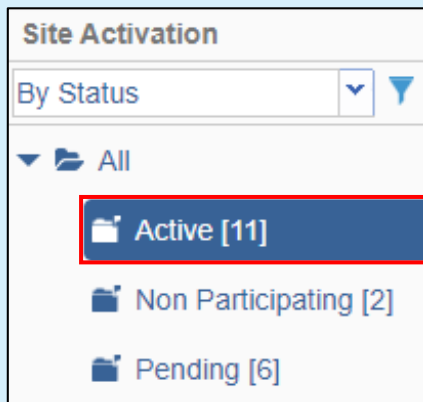 Site Activation
By Status
All
Active [11]
Non Participating [2]
Pending [6]